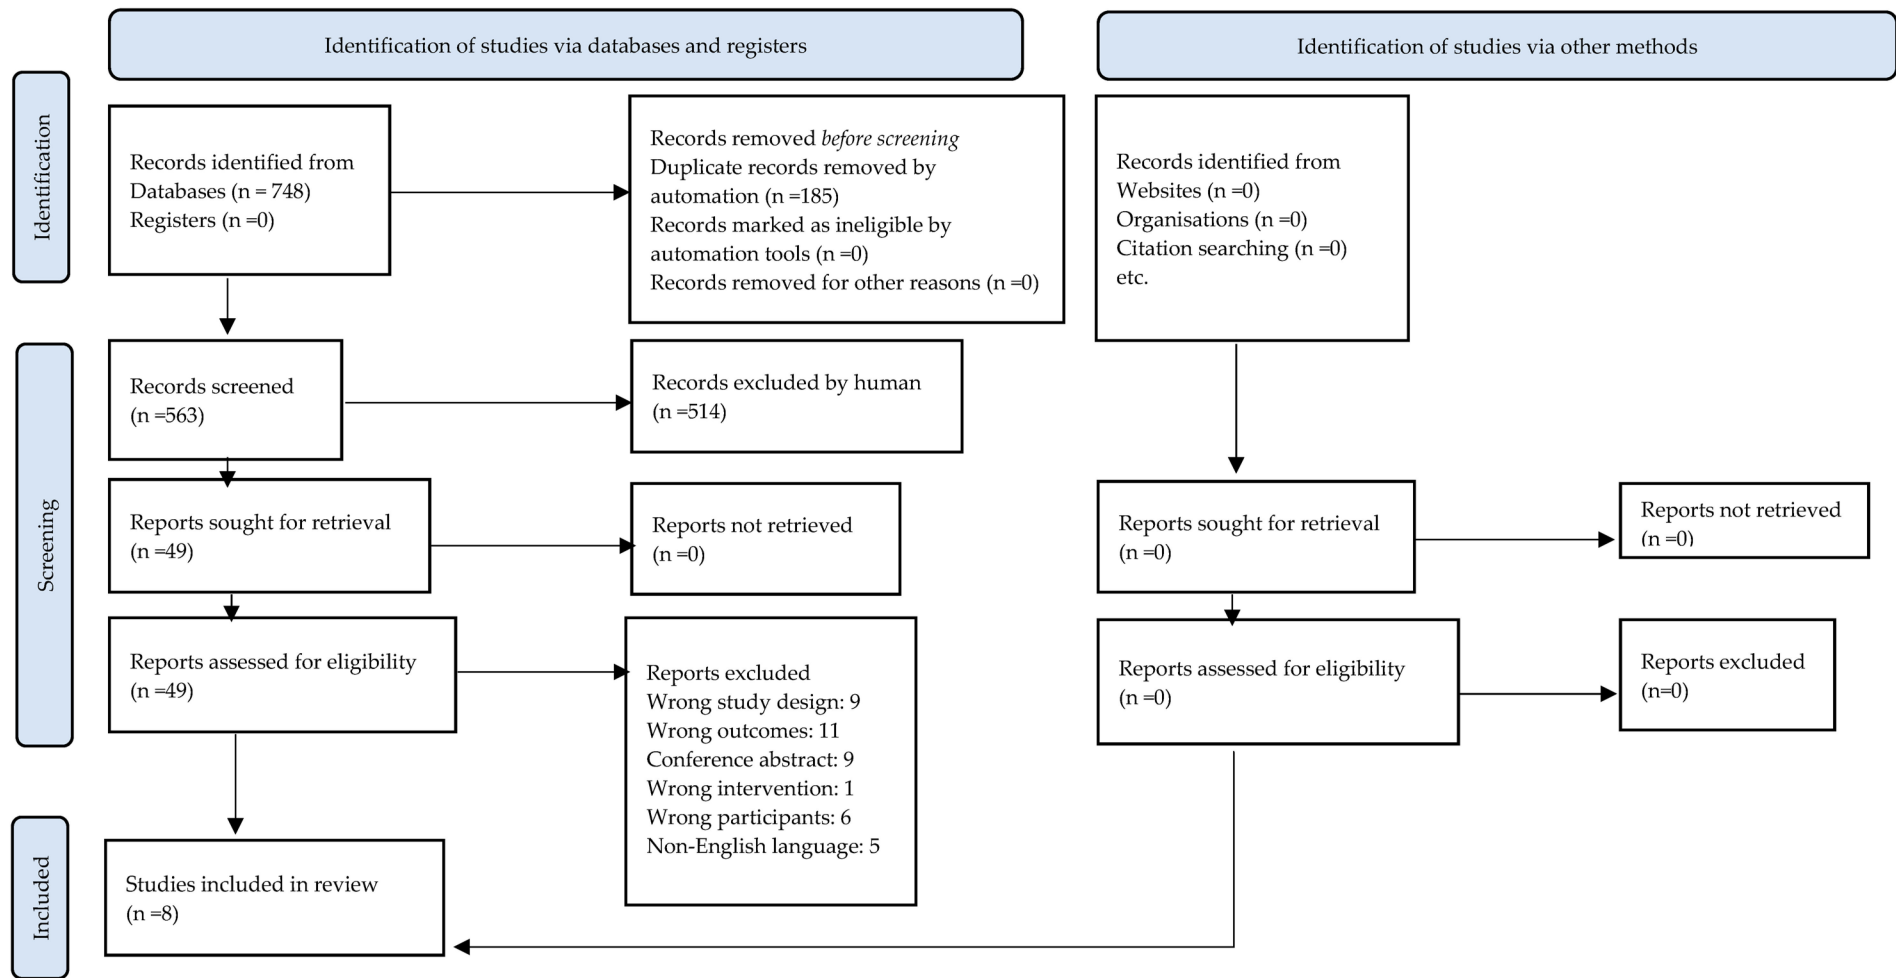 Identification of studies via databases and registers
Identification of studies via other methods
Identification
Records identified from
Databases (n = 748)
Registers (n =0)
Records removed before screening
Duplicate records removed by
automation (n =185)
Records marked as ineligible by
automation tools (n =0)
Records removed for other reasons (n =0)
Records identified from
Websites (n =0)
Organisations (n =0)
Citation searching (n =0)
etc.
Screening
Records screened
(n =563)
Records excluded by human
(n =514)
Reports sought for retrieval
(n =49)
Reports not retrieved
(n =0)
Reports sought for retrieval
(n =0)
Reports not retrieved
(n =0)
Reports assessed for eligibility
(n =49)
Reports excluded
Wrong study design: 9
Wrong outcomes: 11
Conference abstract: 9
Wrong intervention: 1
Wrong participants: 6
Non-English language: 5
Reports assessed for eligibility
(n =0)
Reports excluded
(n=0)
Included
Studies included in review
(n =8)